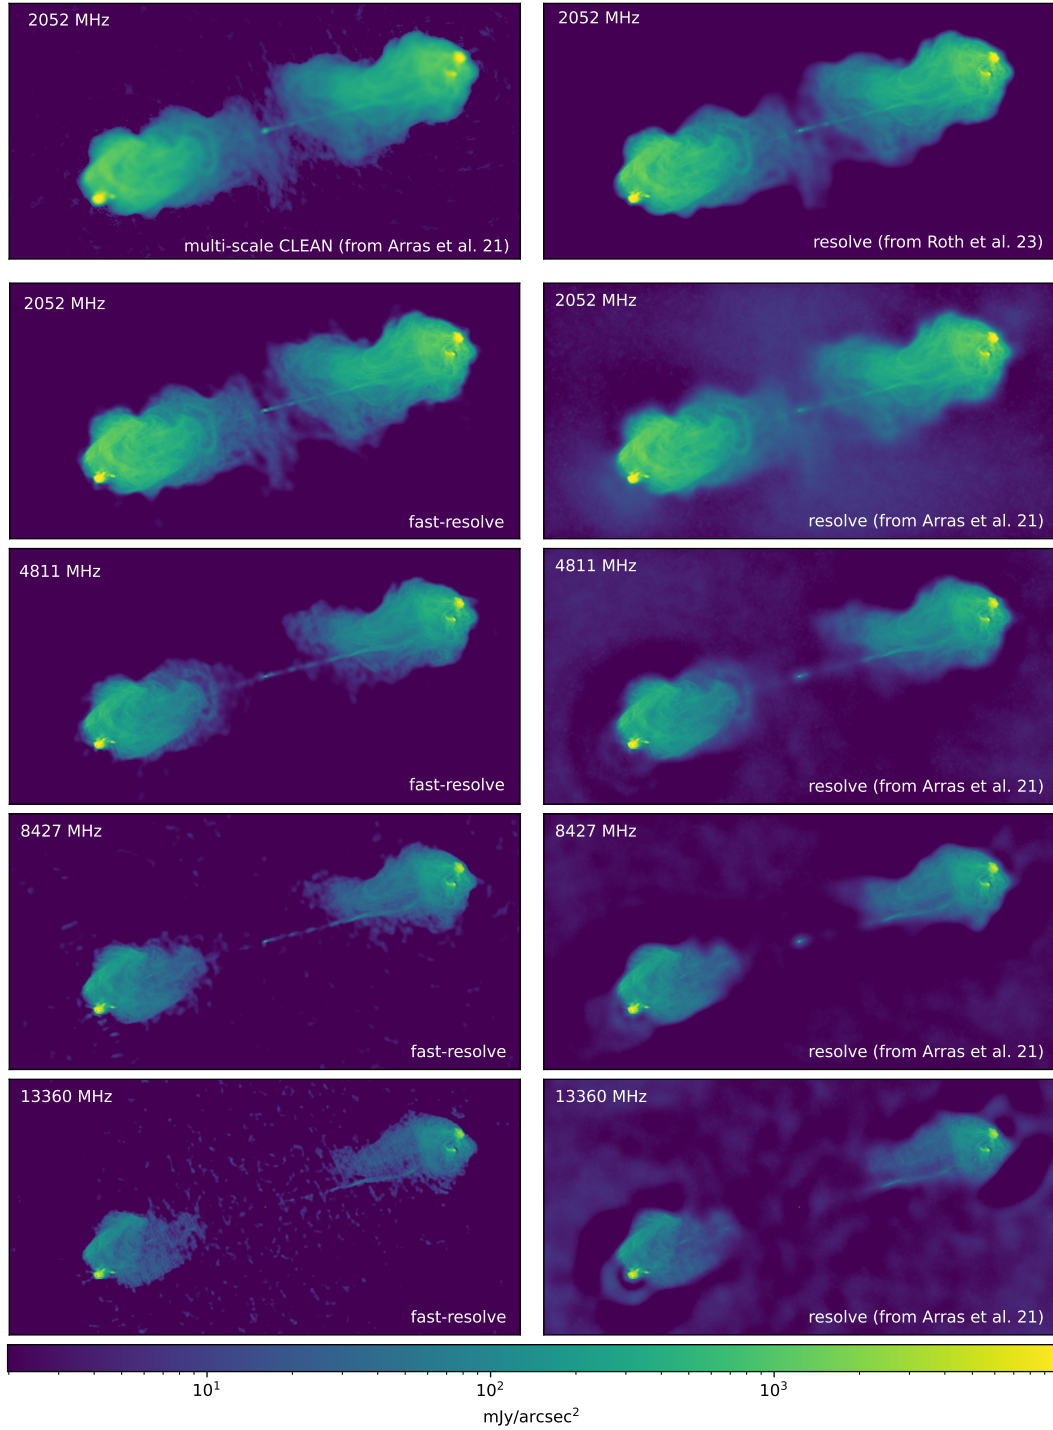 2052 MHz
multi-scale CLEAN (from Arras et al. 21)
2052 MHz
resolve (from Roth et al. 23)
2052 MHz
fast-resolve
2052 MHz
resolve (from Arras et al. 21)
4811 MHz
fast-resolve
4811 MHz
resolve (from Arras et al. 21)
8427 MHz
fast-resolve
8427 MHz
resolve (from Arras et al. 21)
13360 MHz
fast-resolve
13360 MHz
resolve (from Arras et al. 21)
10¹ 10² 10³
mJy/arcsec²